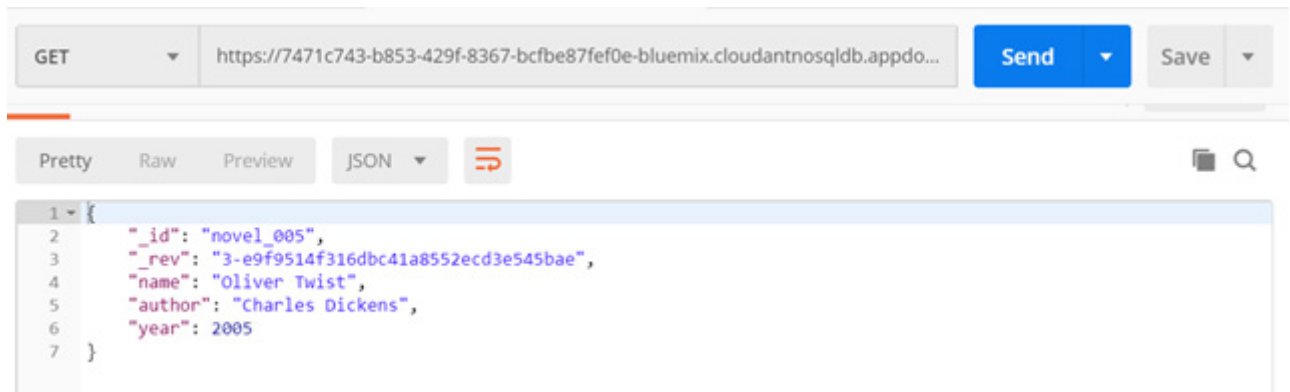 GET https://7471c743-b853-429f-8367-bcfbe87fef0e-bluemix.cloudantnosqldb.appdo... Send Save
Pretty Raw Preview JSON
1 {
2 "_id": "novel_005",
3 "_rev": "3-e9f9514f316dbc41a8552ecd3e545bae",
4 "name": "Oliver Twist",
5 "author": "Charles Dickens",
6 "year": 2005
7 }